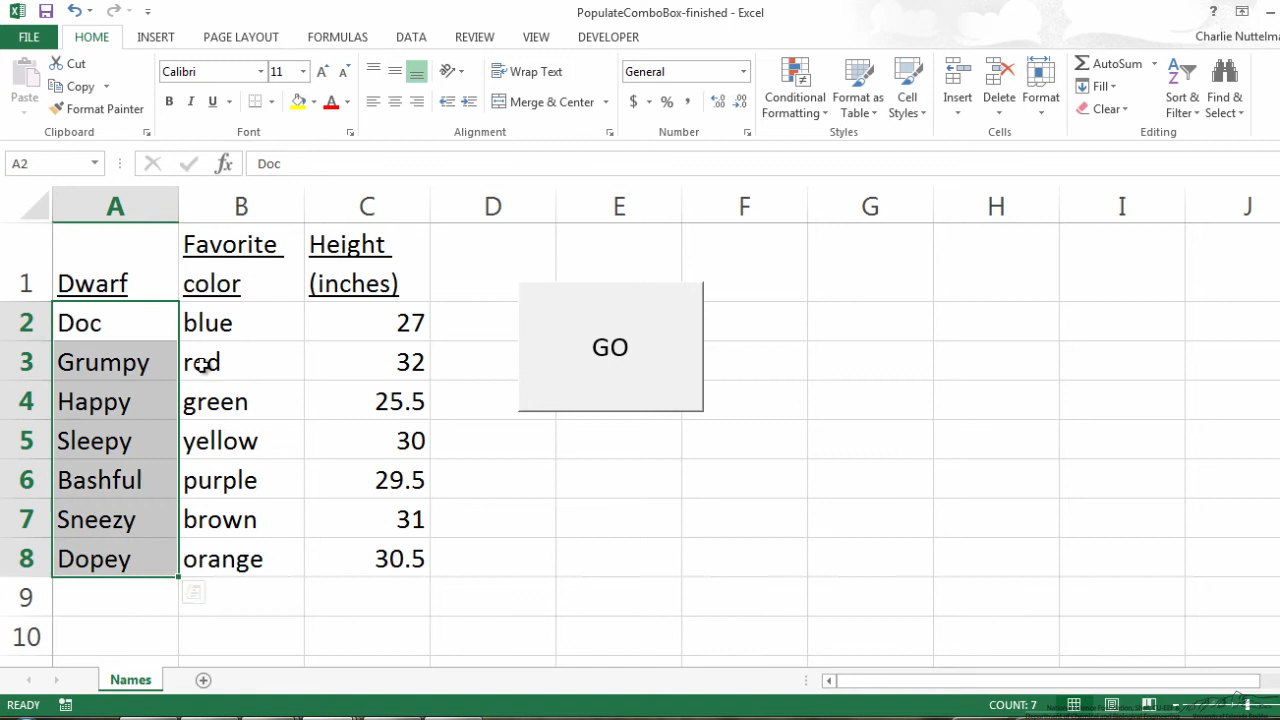 PopulateComboBox-finished - Excel
?
FILE HOME INSERT PAGE LAYOUT FORMULAS DATA REVIEW VIEW DEVELOPER
Charlie Nuttelm
Paste
Cut
Copy
Format Painter
Clipboard
Calibri 11
B I U
Font
Wrap Text
Merge & Center
Alignment
General
$ % ,
Number
Conditional Formatting
Format as Table
Cell Styles
Styles
Insert
Delete
Format
Cells
AutoSum
Fill
Clear
Sort & Filter
Find & Select
Editing
A2
fx
Doc
A B C D E F G H I J
1 Dwarf Favorite color Height (inches)
2 Doc blue 27
3 Grumpy red 32
4 Happy green 25.5
5 Sleepy yellow 30
6 Bashful purple 29.5
7 Sneezy brown 31
8 Dopey orange 30.5
9
10
GO
Names
READY
COUNT: 7